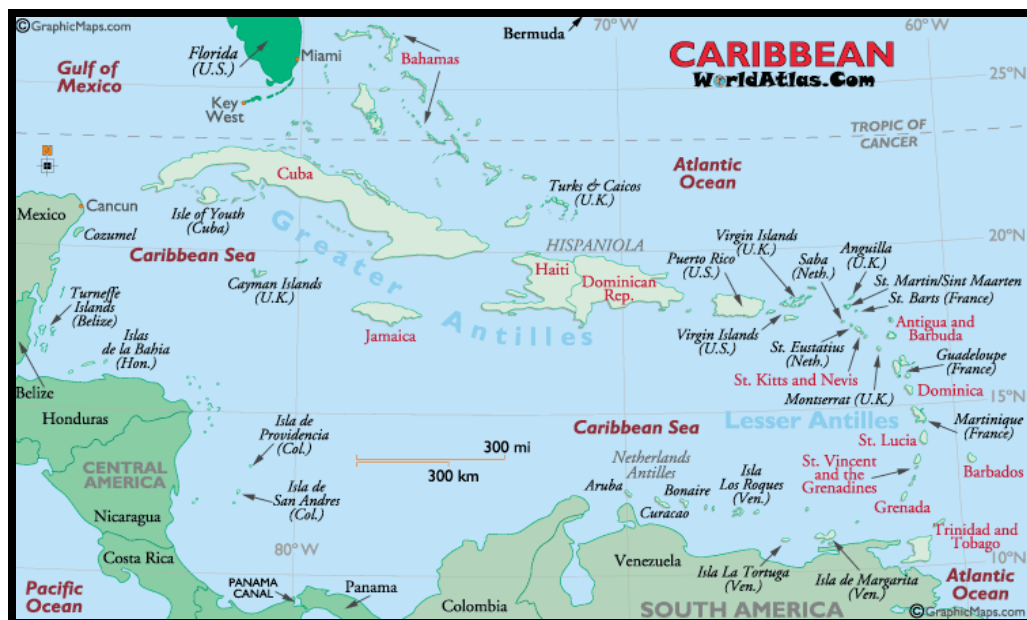 ©GraphicMaps.com
70°W
60°W
Bermuda
CARIBBEAN
WorldAtlas.Com
Florida
(U.S.)
Miami
Bahamas
Gulf of
Mexico
25°N
Key
West
TROPIC OF
CANCER
N
Atlantic
Ocean
Cuba
Turks & Caicos
(U.K.)
Mexico
Cancun
Isle of Youth
(Cuba)
Cozumel
Greater
Antilles
HISPANIOLA
Virgin Islands
(U.K.)
Anguilla
(U.K.)
20°N
Caribbean Sea
Puerto Rico
(U.S.)
Saba
(Neth.)
Haiti
Dominican
Rep.
Cayman Islands
(U.K.)
St. Martin/Sint Maarten
St. Barts (France)
Turneffe
Islands
(Belize)
Jamaica
Virgin Islands
(U.S.)
St. Eustatius
(Neth.)
Antigua and
Barbuda
Islas
de la Bahia
(Hon.)
Guadeloupe
(France)
St. Kitts and Nevis
Dominica
Belize
Montserrat (U.K.)
15°N
Honduras
Isla de
Providencia
(Col.)
Caribbean Sea
Lesser Antilles
Martinique
(France)
300 mi
300 km
St. Lucia
CENTRAL
AMERICA
Netherlands
Antilles
Isla
Los Roques
(Ven.)
St. Vincent
and the
Grenadines
Barbados
Isla de
San Andres
(Col.)
Aruba
Bonaire
Curacao
Grenada
Nicaragua
Trinidad and
Tobago
80°W
Costa Rica
Venezuela
10°N
Pacific
Ocean
PANAMA
CANAL
Panama
Isla La Tortuga
(Ven.)
Isla de Margarita
(Ven.)
Atlantic
Ocean
Colombia
SOUTH AMERICA
©GraphicMaps.com